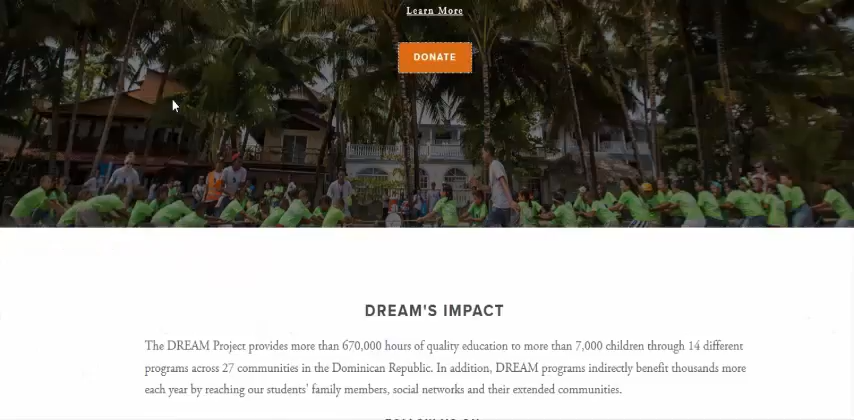 Learn More
DONATE
DREAM'S IMPACT
The DREAM Project provides more than 670,000 hours of quality education to more than 7,000 children through 14 different
programs across 27 communities in the Dominican Republic. In addition, DREAM programs indirectly benefit thousands more
each year by reaching our students' family members, social networks and their extended communities.